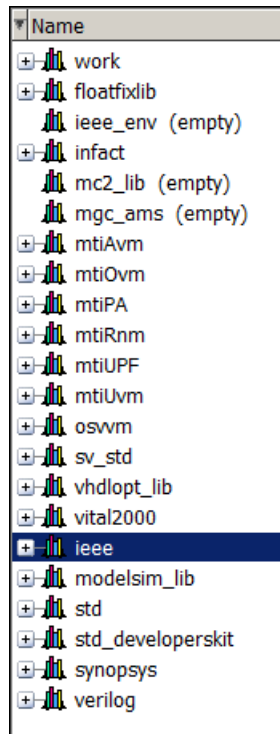 Name
work
floatfixlib
ieee_env (empty)
infact
mc2_lib (empty)
mgc_ams (empty)
mtiAvm
mtiOvm
mtiPA
mtiRnm
mtiUPF
mtiUvm
osvvm
sv_std
vhdlopt_lib
vital2000
ieee
modelsim_lib
std
std_developerskit
synopsys
verilog